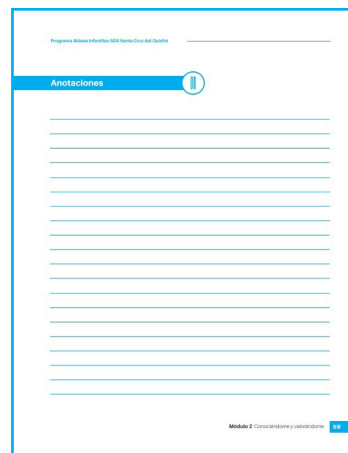 Programa Aldeas Infantiles SOS Santa Cruz del Quiché
Anotaciones
Módulo 2 Conociéndome y valorándome 59